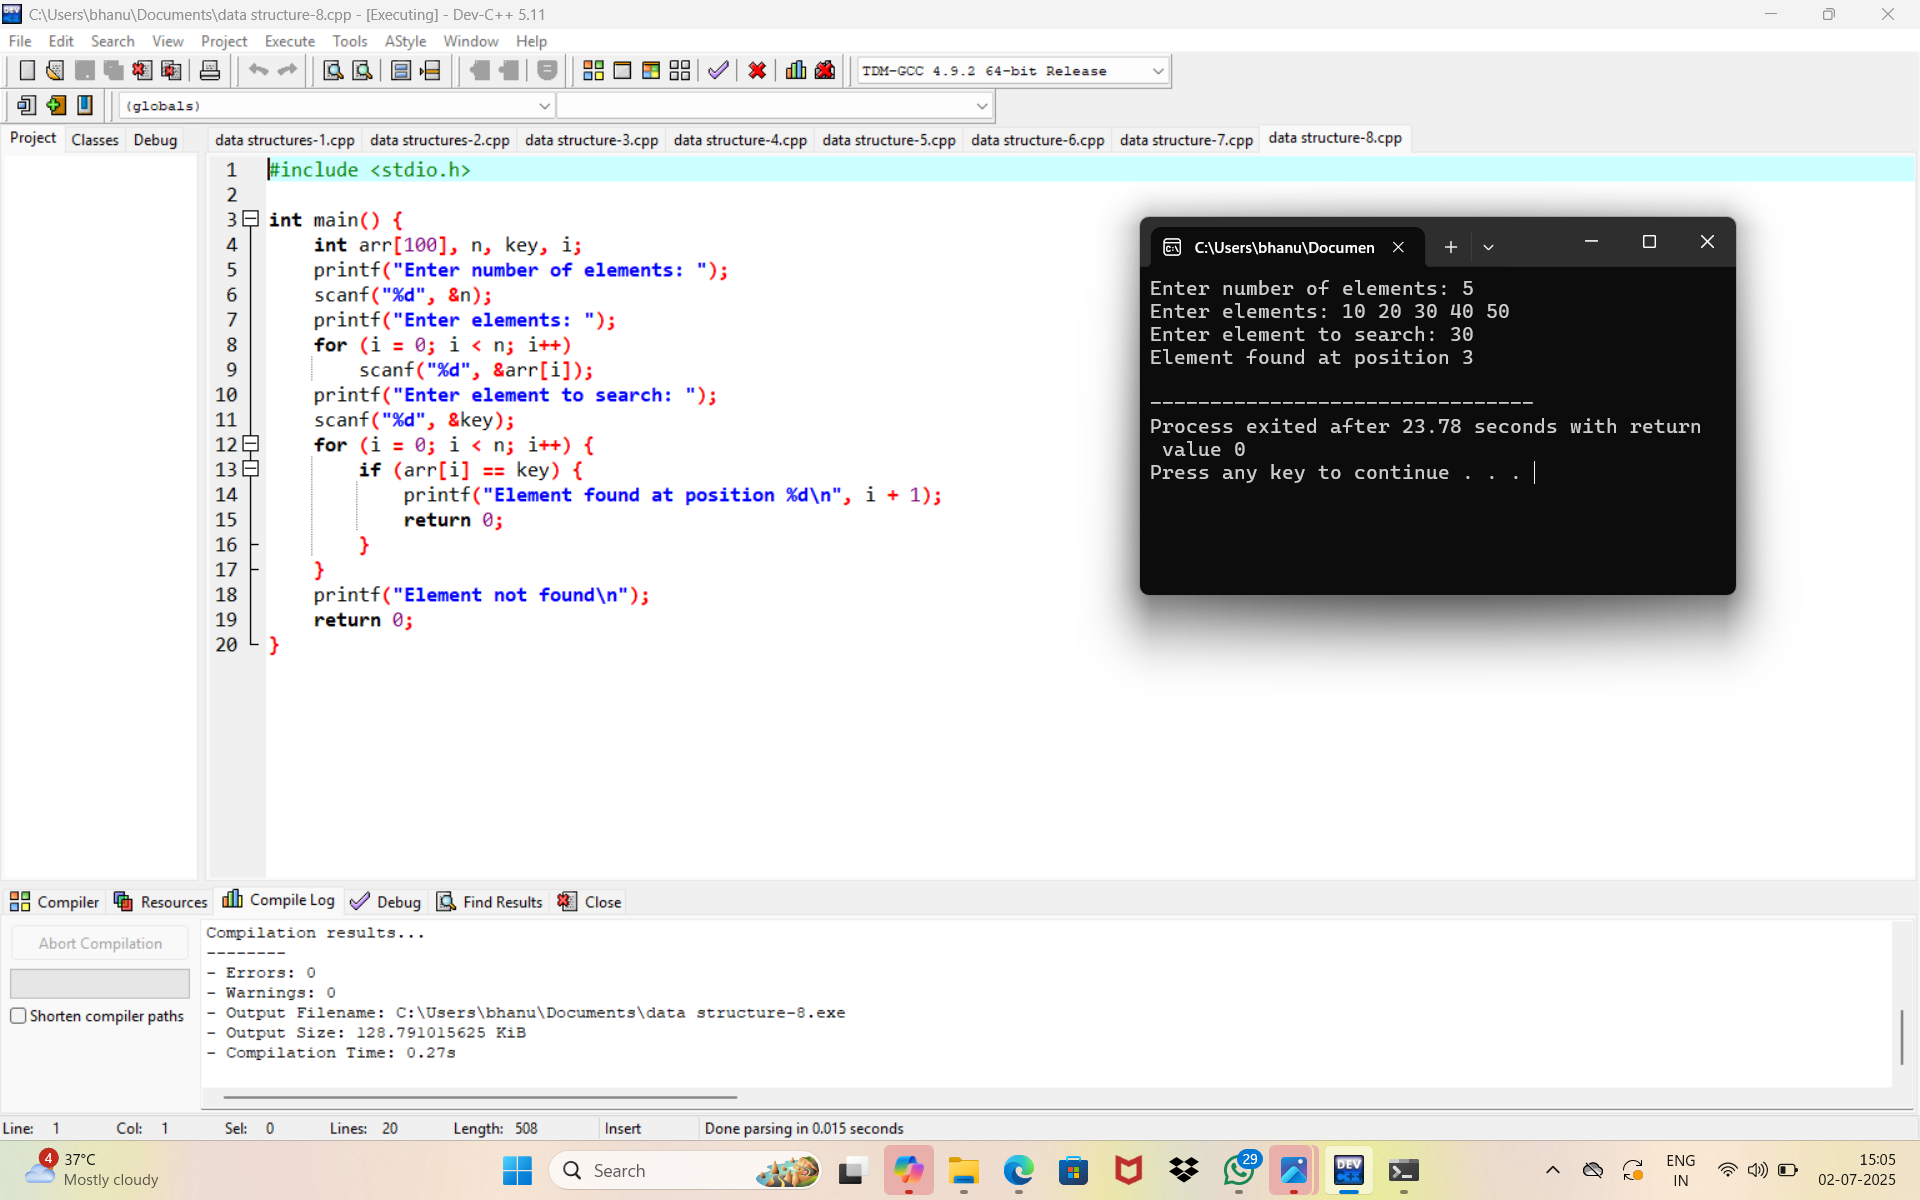 C:\Users\bhanu\Documents\data structure-8.cpp - [Executing] - Dev-C++ 5.11
File Edit Search View Project Execute Tools AStyle Window Help
TDM-GCC 4.9.2 64-bit Release
(globals)
Project Classes Debug
data structures-1.cpp data structures-2.cpp data structure-3.cpp data structure-4.cpp data structure-5.cpp data structure-6.cpp data structure-7.cpp data structure-8.cpp
1 #include <stdio.h>
2
3 int main() {
4 int arr[100], n, key, i;
5 printf("Enter number of elements: ");
6 scanf("%d", &n);
7 printf("Enter elements: ");
8 for (i = 0; i < n; i++)
9 scanf("%d", &arr[i]);
10 printf("Enter element to search: ");
11 scanf("%d", &key);
12 for (i = 0; i < n; i++) {
13 if (arr[i] == key) {
14 printf("Element found at position %d\n", i + 1);
15 return 0;
16 }
17 }
18 printf("Element not found\n");
19 return 0;
20 }
C:\Users\bhanu\Documen
Enter number of elements: 5
Enter elements: 10 20 30 40 50
Enter element to search: 30
Element found at position 3
--------------------------------
Process exited after 23.78 seconds with return
value 0
Press any key to continue . . .
Compiler Resources Compile Log Debug Find Results Close
Abort Compilation
Shorten compiler paths
Compilation results...
--------
- Errors: 0
- Warnings: 0
- Output Filename: C:\Users\bhanu\Documents\data structure-8.exe
- Output Size: 128.791015625 KiB
- Compilation Time: 0.27s
Line: 1 Col: 1 Sel: 0 Lines: 20 Length: 508 Insert Done parsing in 0.015 seconds
4
37°C
Mostly cloudy
Search
29
DEV
ENG
IN
15:05
02-07-2025